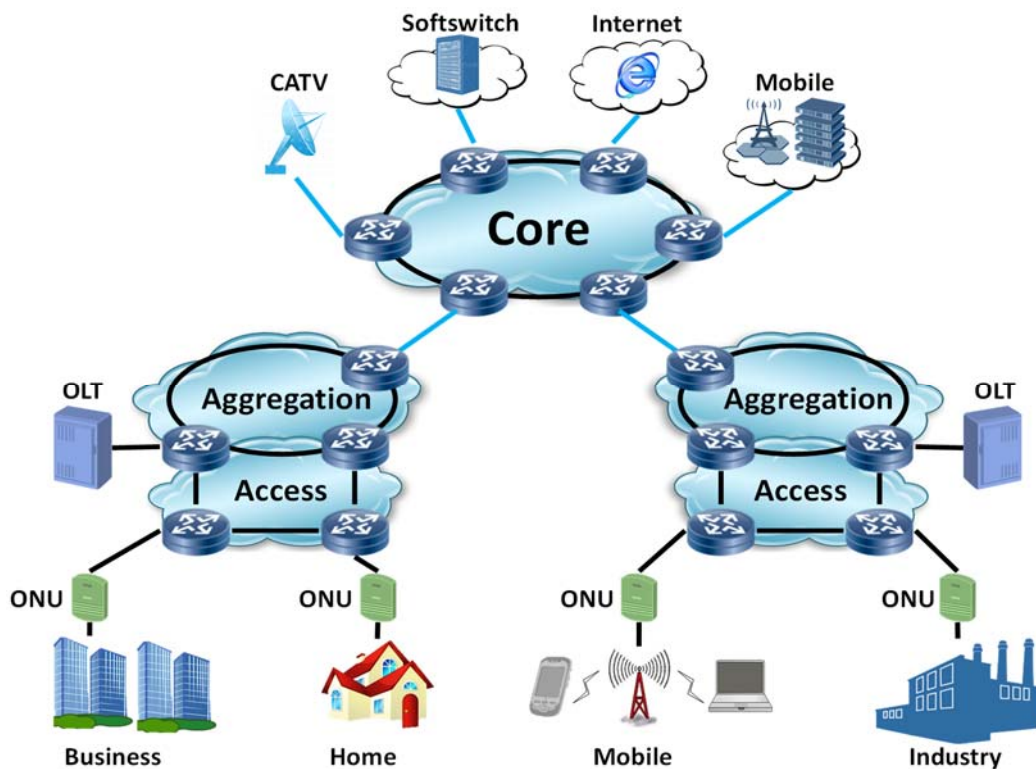 Softswitch
Internet
CATV
Mobile
Core
Aggregation
Aggregation
OLT
OLT
Access
Access
ONU
ONU
ONU
ONU
Business
Home
Mobile
Industry